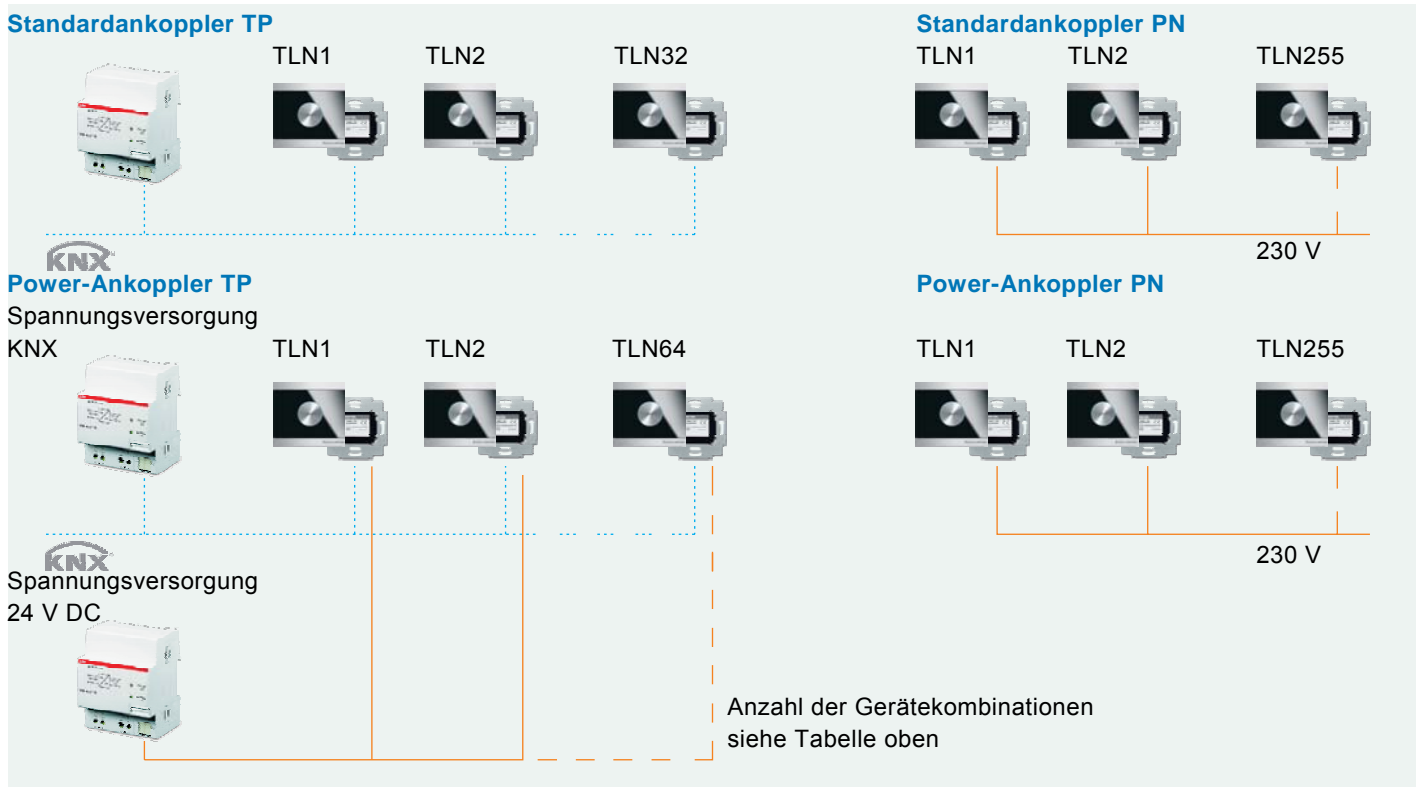 Standardankoppler TP
TLN1 TLN2 TLN32
KNX
Standardankoppler PN
TLN1 TLN2 TLN255
230 V
Power-Ankoppler TP
Spannungsversorgung
KNX
TLN1 TLN2 TLN64
KNX
Spannungsversorgung
24 V DC
Anzahl der Gerätekombinationen
siehe Tabelle oben
Power-Ankoppler PN
TLN1 TLN2 TLN255
230 V